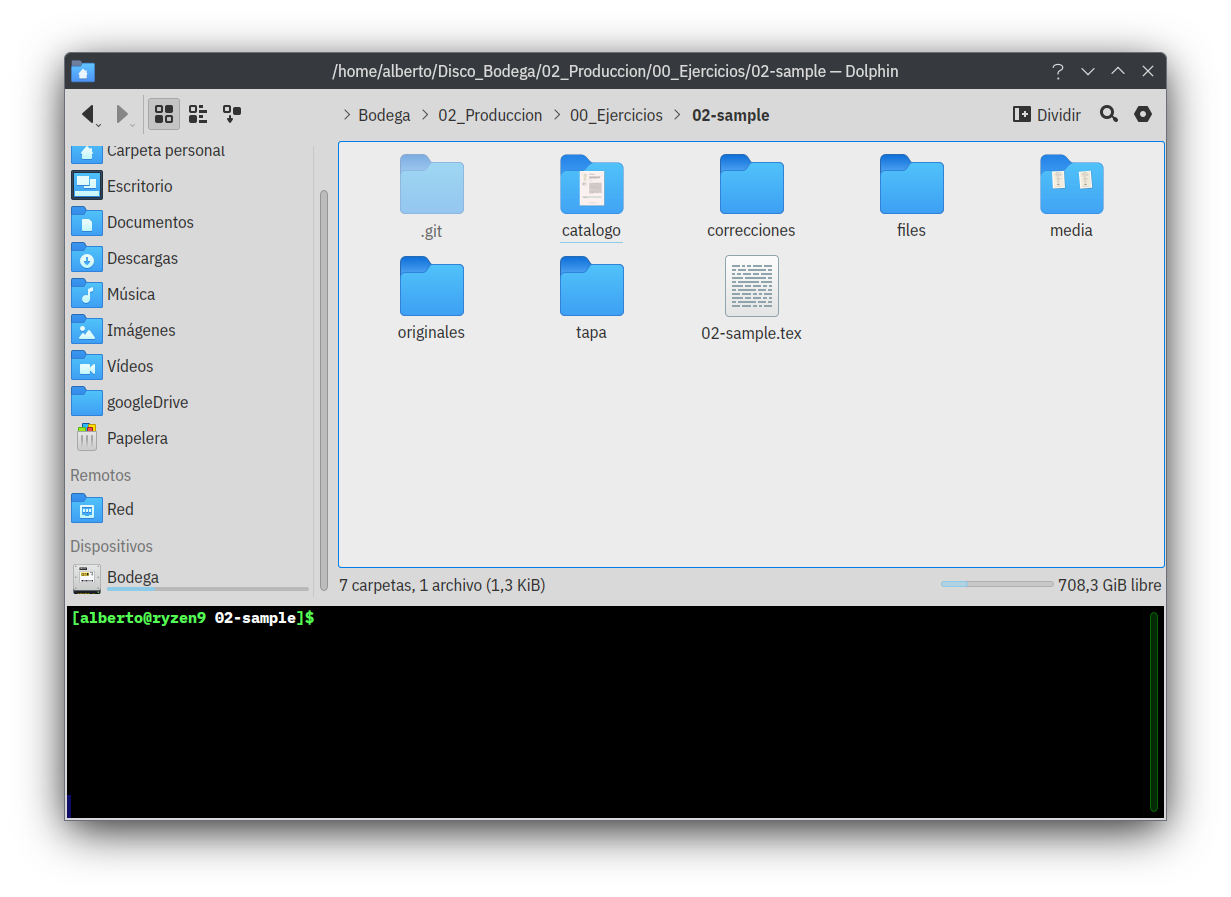 /home/alberto/Disco_Bodega/02_Produccion/00_Ejercicios/02-sample — Dolphin
Bodega > 02_Produccion > 00_Ejercicios > 02-sample
Dividir
Carpeta personal
Escritorio
Documentos
Descargas
Música
Imágenes
Vídeos
googleDrive
Papelera
Remotos
Red
Dispositivos
Bodega
.git
catalogo
correcciones
files
media
originales
tapa
02-sample.tex
7 carpetas, 1 archivo (1,3 KiB)
708,3 GiB libre
[alberto@ryzen9 02-sample]$